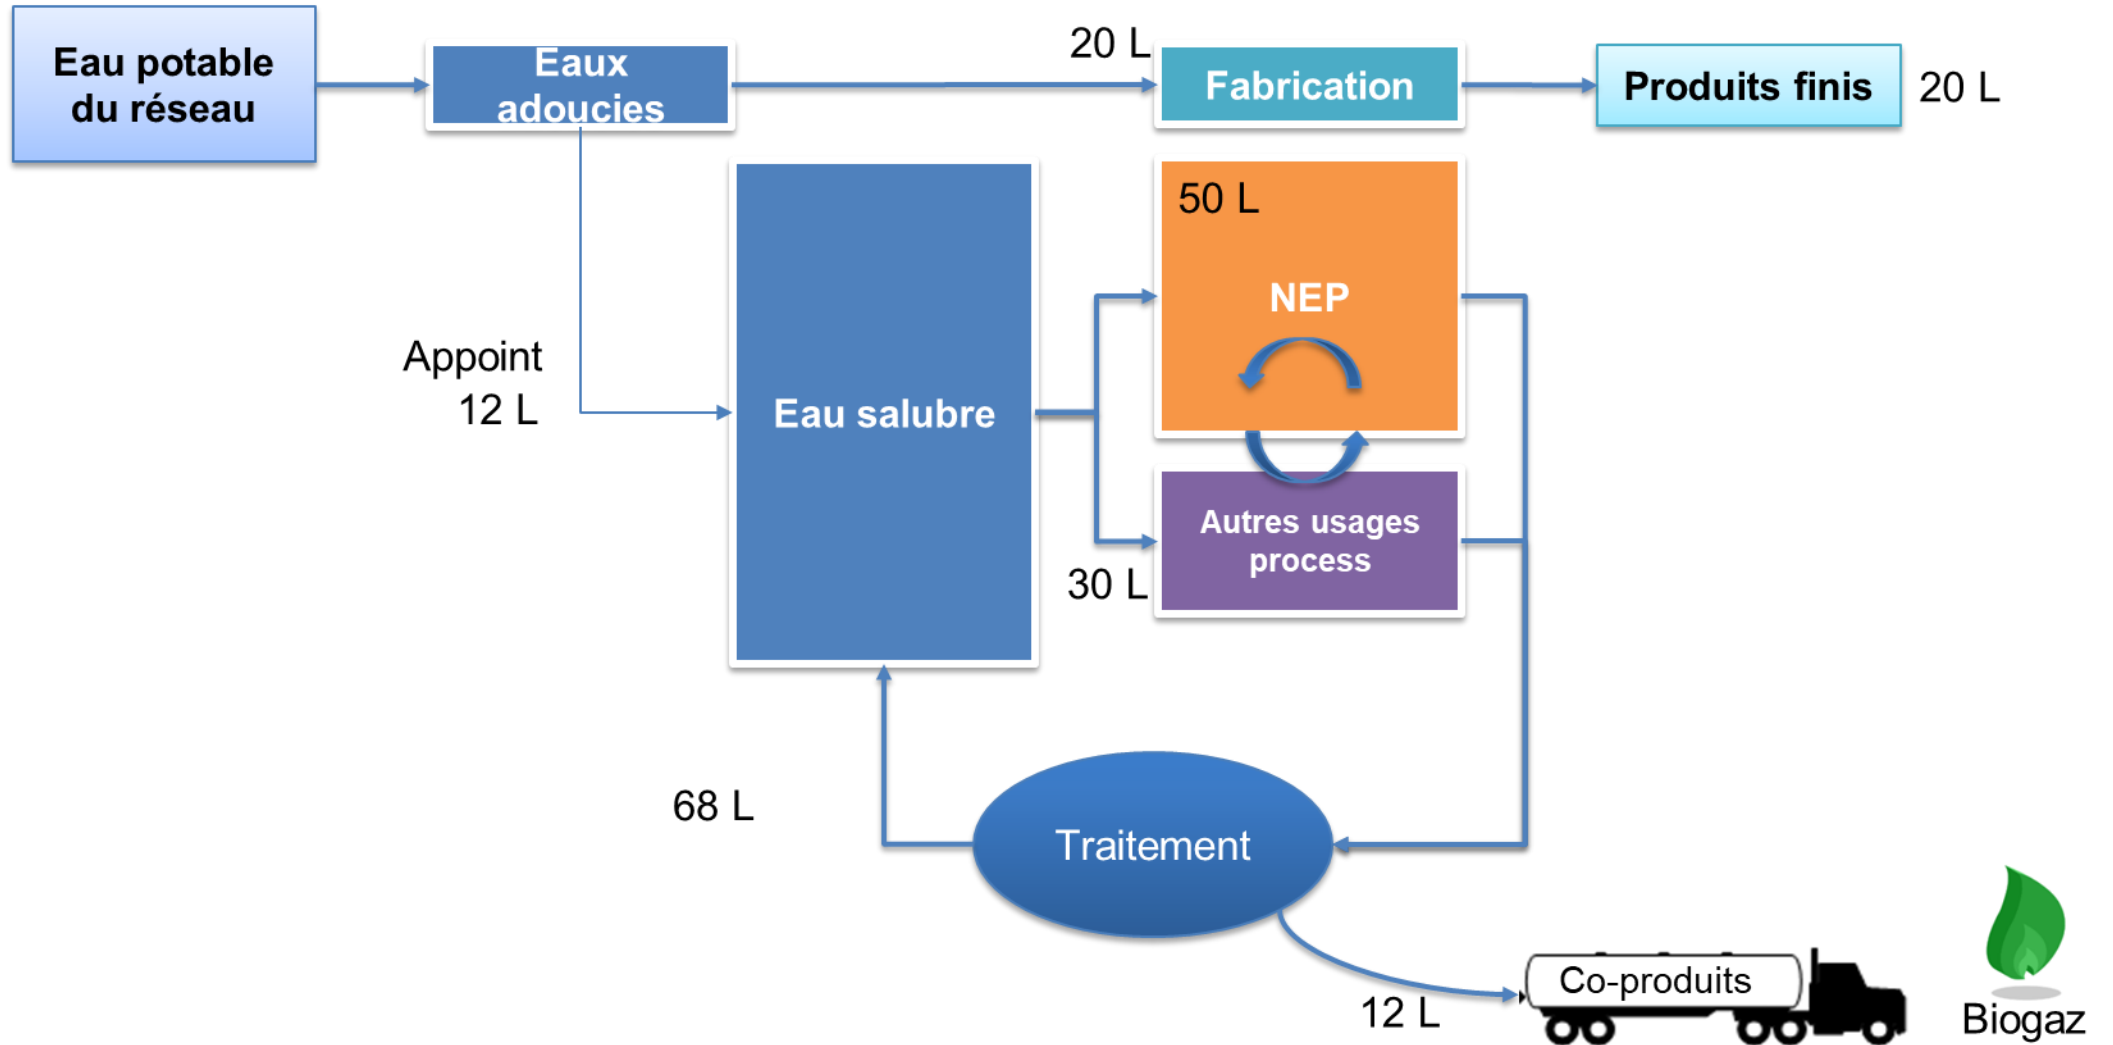 Eau potable
du réseau
Eaux
adoucies
20 L
Fabrication
Produits finis
20 L
50 L
NEP
Appoint
12 L
Eau salubre
Autres usages
process
30 L
68 L
Traitement
12 L
Co-produits
Biogaz